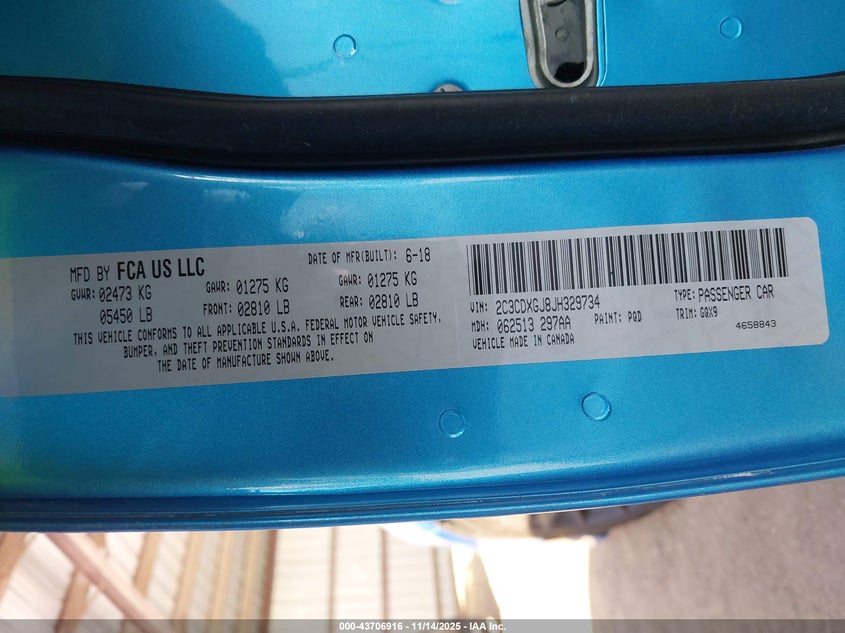 MFD BY FCA US LLC DATE OF MFR(BUILT): 6-18
GVWR: 02473 KG GAWR: 01275 KG GAWR: 01275 KG
05450 LB FRONT: 02810 LB REAR: 02810 LB
THIS VEHICLE CONFORMS TO ALL APPLICABLE U.S.A. FEDERAL MOTOR VEHICLE SAFETY,
BUMPER, AND THEFT PREVENTION STANDARDS IN EFFECT ON
THE DATE OF MANUFACTURE SHOWN ABOVE.
VIN: 2C3CDXGJ8JH329734 TYPE: PASSENGER CAR
MDH: 062513 297AA PAINT: PQD TRIM: GQX9
VEHICLE MADE IN CANADA 4658843
000-43706916 - 11/14/2025 - IAA Inc.